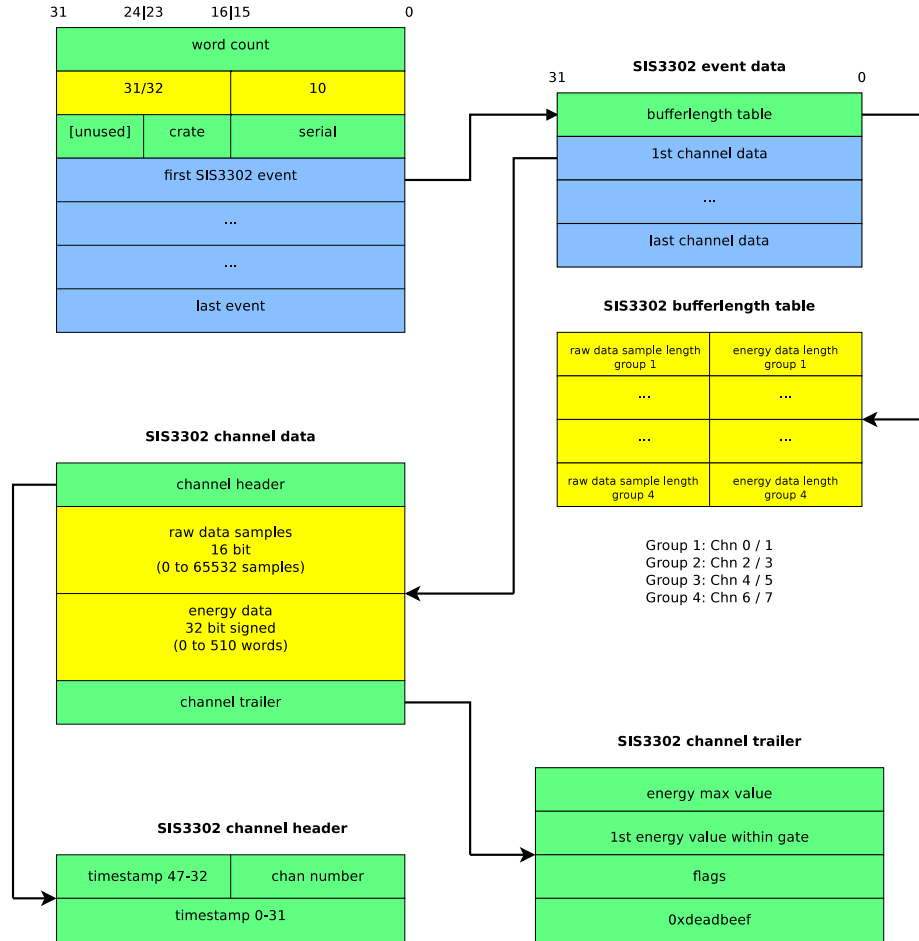 31 24|23 16|15 0
word count
31/32 10
[unused] crate serial
first SIS3302 event
...
...
last event
SIS3302 event data
31 0
bufferlength table
1st channel data
...
last channel data
SIS3302 bufferlength table
raw data sample length energy data length
group 1 group 1
... ...
... ...
raw data sample length energy data length
group 4 group 4
Group 1: Chn 0 / 1
Group 2: Chn 2 / 3
Group 3: Chn 4 / 5
Group 4: Chn 6 / 7
SIS3302 channel data
channel header
raw data samples
16 bit
(0 to 65532 samples)
energy data
32 bit signed
(0 to 510 words)
channel trailer
SIS3302 channel trailer
energy max value
1st energy value within gate
flags
0xdeadbeef
SIS3302 channel header
timestamp 47-32 chan number
timestamp 0-31